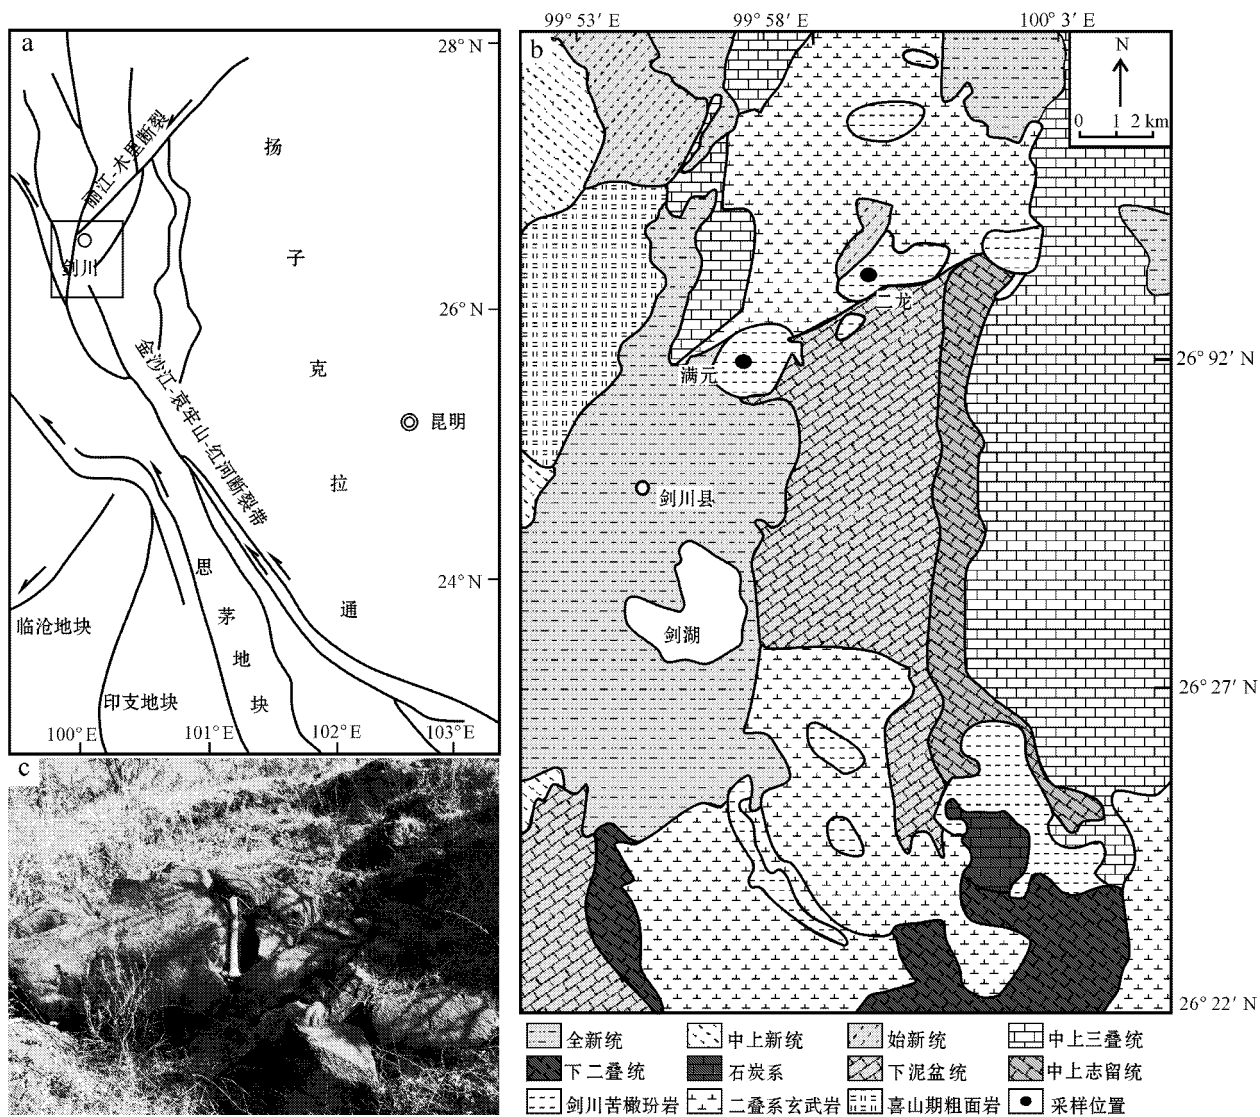 a
28° N
丽江-木里断裂
扬
子
克
拉
通
剑川
26° N
金沙江-哀牢山-红河断裂带
昆明
24° N
思
茅
地
块
临沧地块
印支地块
100° E
101° E
102° E
103° E
b
99° 53′ E
99° 58′ E
100° 3′ E
N
0 1 2 km
二龙
满元
26° 92′ N
剑川县
剑湖
26° 27′ N
26° 22′ N
c
全新统
中上新统
始新统
中上三叠统
下二叠统
石炭系
下泥盆统
中上志留统
剑川苦橄玢岩
二叠系玄武岩
喜山期粗面岩
采样位置